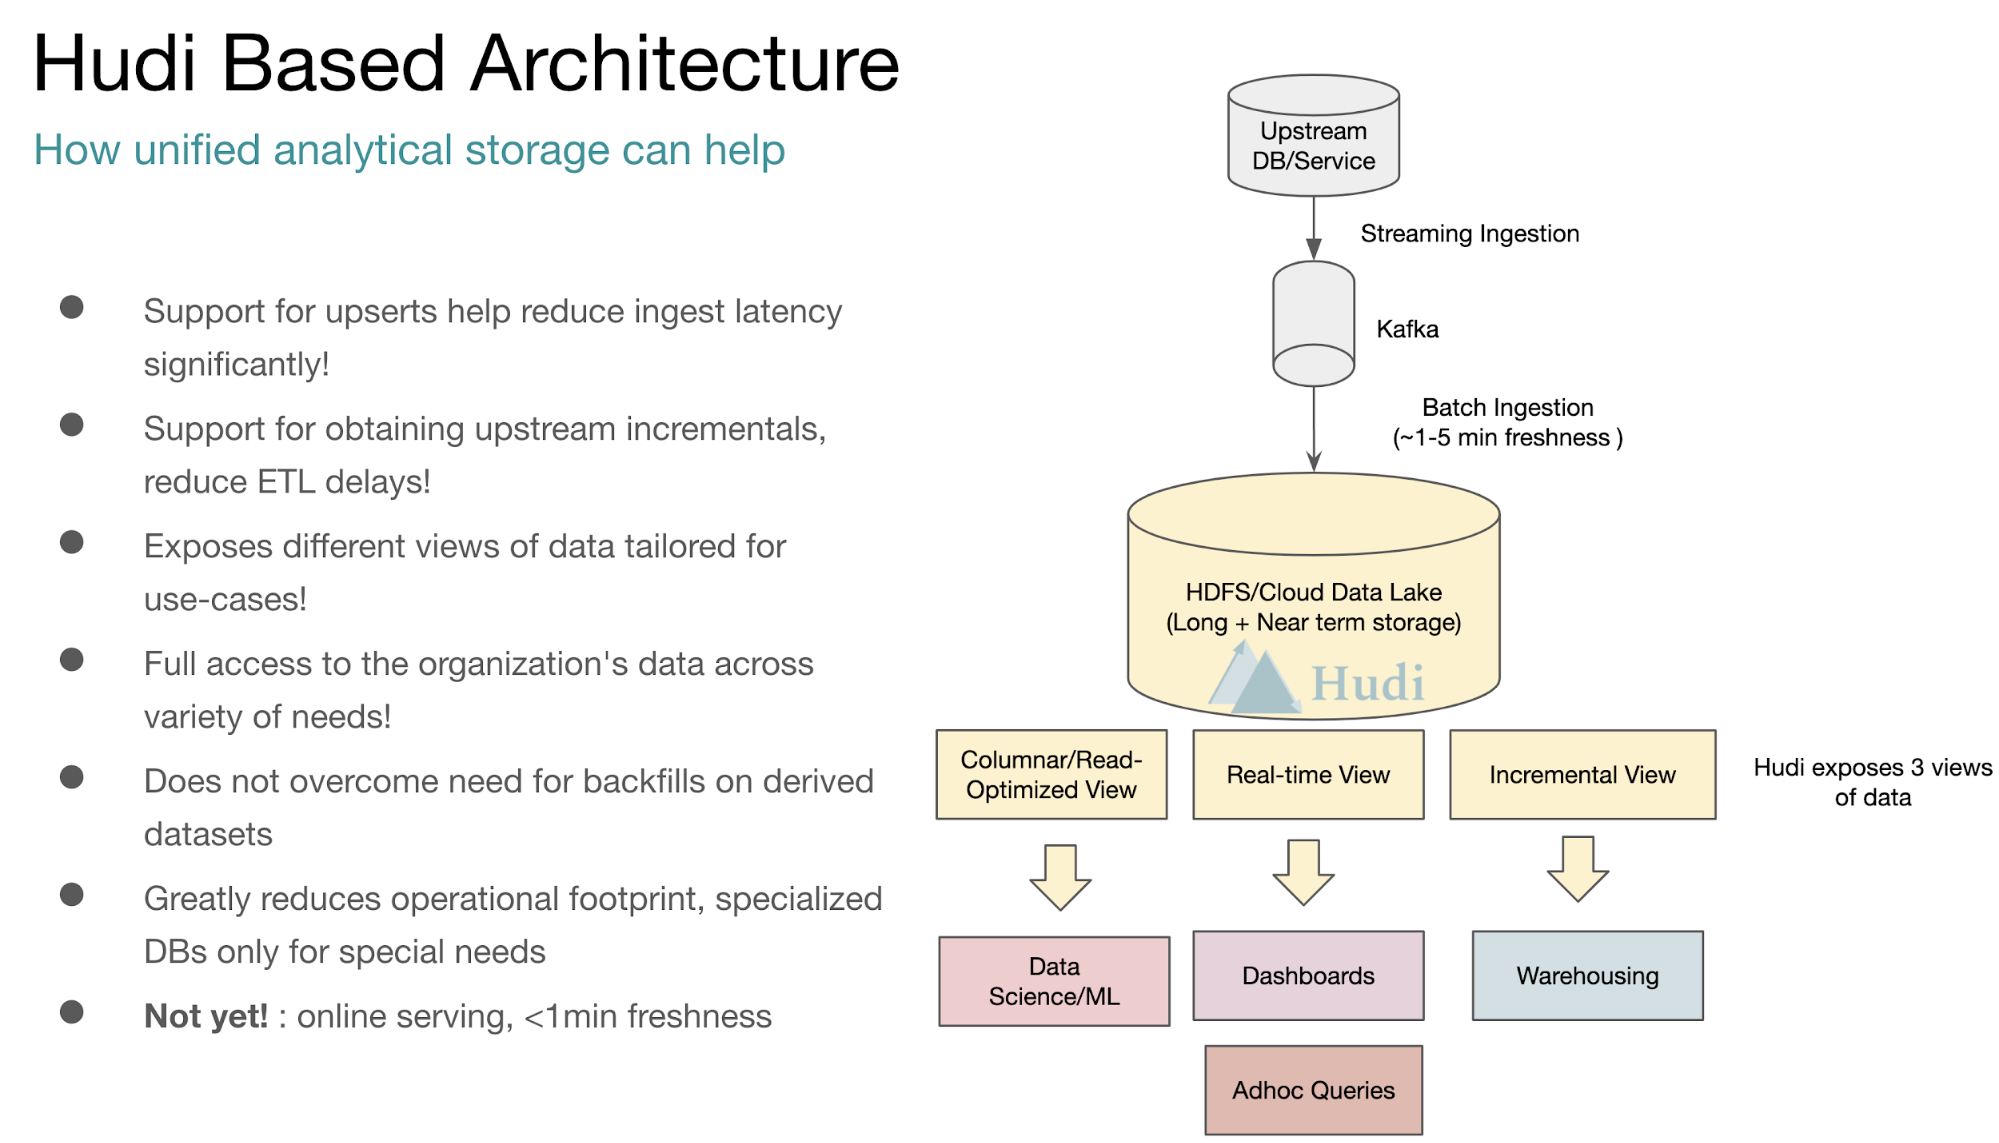 Hudi Based Architecture
How unified analytical storage can help
Support for upserts help reduce ingest latency
significantly!
Support for obtaining upstream incrementals,
reduce ETL delays!
Exposes different views of data tailored for
use-cases!
Full access to the organization's data across
variety of needs!
Does not overcome need for backfills on derived
datasets
Greatly reduces operational footprint, specialized
DBs only for special needs
Not yet! : online serving, <1min freshness
Upstream
DB/Service
Streaming Ingestion
Kafka
Batch Ingestion
(~1-5 min freshness )
HDFS/Cloud Data Lake
(Long + Near term storage)
Hudi
Columnar/Read-
Optimized View
Real-time View
Incremental View
Hudi exposes 3 views
of data
Data
Science/ML
Dashboards
Warehousing
Adhoc Queries